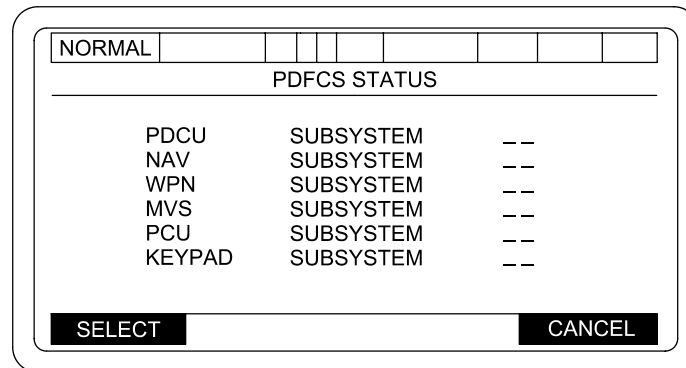 NORMAL
PDFCS STATUS
PDCU SUBSYSTEM _ _
NAV SUBSYSTEM _ _
WPN SUBSYSTEM _ _
MVS SUBSYSTEM _ _
PCU SUBSYSTEM _ _
KEYPAD SUBSYSTEM _ _
SELECT CANCEL